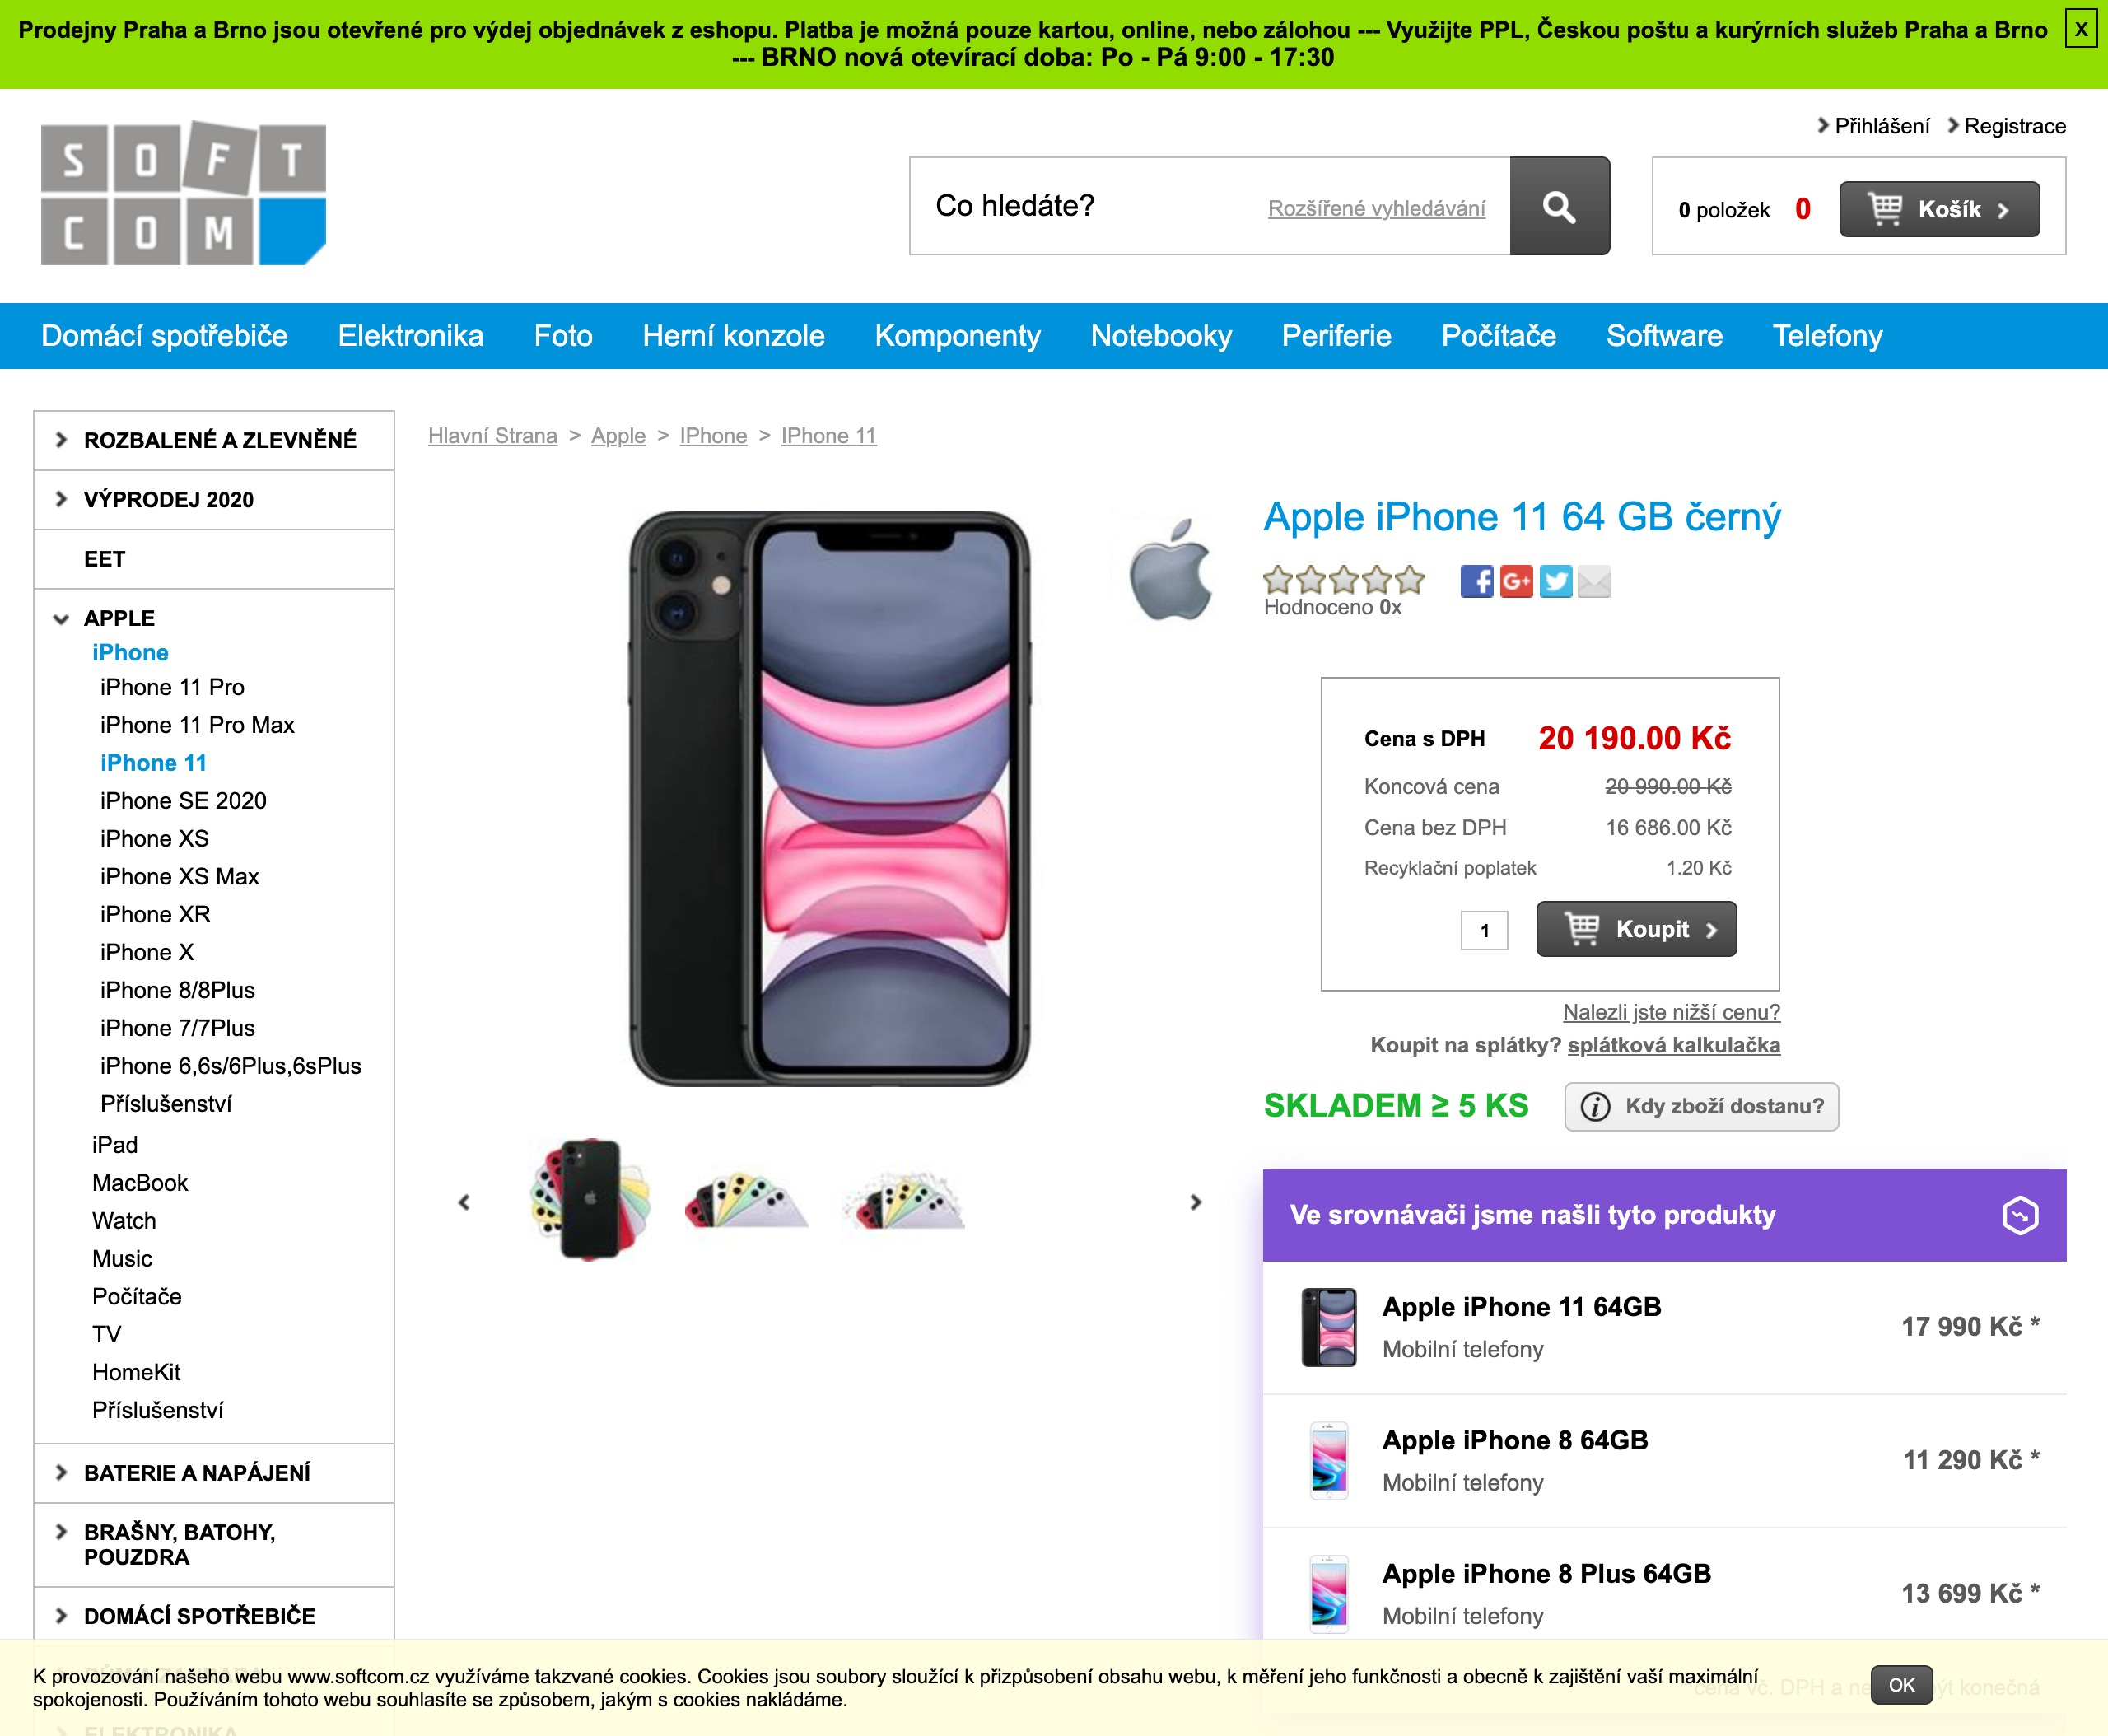 Prodejny Praha a Brno jsou otevřené pro výdej objednávek z eshopu. Platba je možná pouze kartou, online, nebo zálohou --- Využijte PPL, Českou poštu a kurýrních služeb Praha a Brno
--- BRNO nová otevírací doba: Po - Pá 9:00 - 17:30
X
Přihlášení Registrace
SOFT
COM
Co hledáte? Rozšířené vyhledávání
0 položek 0 Košík
Domácí spotřebiče Elektronika Foto Herní konzole Komponenty Notebooky Periferie Počítače Software Telefony
ROZBALENÉ A ZLEVNĚNÉ
VÝPRODEJ 2020
EET
APPLE
iPhone
iPhone 11 Pro
iPhone 11 Pro Max
iPhone 11
iPhone SE 2020
iPhone XS
iPhone XS Max
iPhone XR
iPhone X
iPhone 8/8Plus
iPhone 7/7Plus
iPhone 6,6s/6Plus,6sPlus
Příslušenství
iPad
MacBook
Watch
Music
Počítače
TV
HomeKit
Příslušenství
BATERIE A NAPÁJENÍ
BRAŠNY, BATOHY,
POUZDRA
DOMÁCÍ SPOTŘEBIČE
ELEKTRONIKA
Hlavní Strana > Apple > IPhone > IPhone 11
Apple iPhone 11 64 GB černý
Hodnoceno 0x
Cena s DPH 20 190.00 Kč
Koncová cena 20 990.00 Kč
Cena bez DPH 16 686.00 Kč
Recyklační poplatek 1.20 Kč
1 Koupit
Nalezli jste nižší cenu?
Koupit na splátky? splátková kalkulačka
SKLADEM ≥ 5 KS Kdy zboží dostanu?
Ve srovnávači jsme našli tyto produkty
Apple iPhone 11 64GB
Mobilní telefony
17 990 Kč *
Apple iPhone 8 64GB
Mobilní telefony
11 290 Kč *
Apple iPhone 8 Plus 64GB
Mobilní telefony
13 699 Kč *
K provozování našeho webu www.softcom.cz využíváme takzvané cookies. Cookies jsou soubory sloužící k přizpůsobení obsahu webu, k měření jeho funkčnosti a obecně k zajištění vaší maximální
spokojenosti. Používáním tohoto webu souhlasíte se způsobem, jakým s cookies nakládáme.
OK